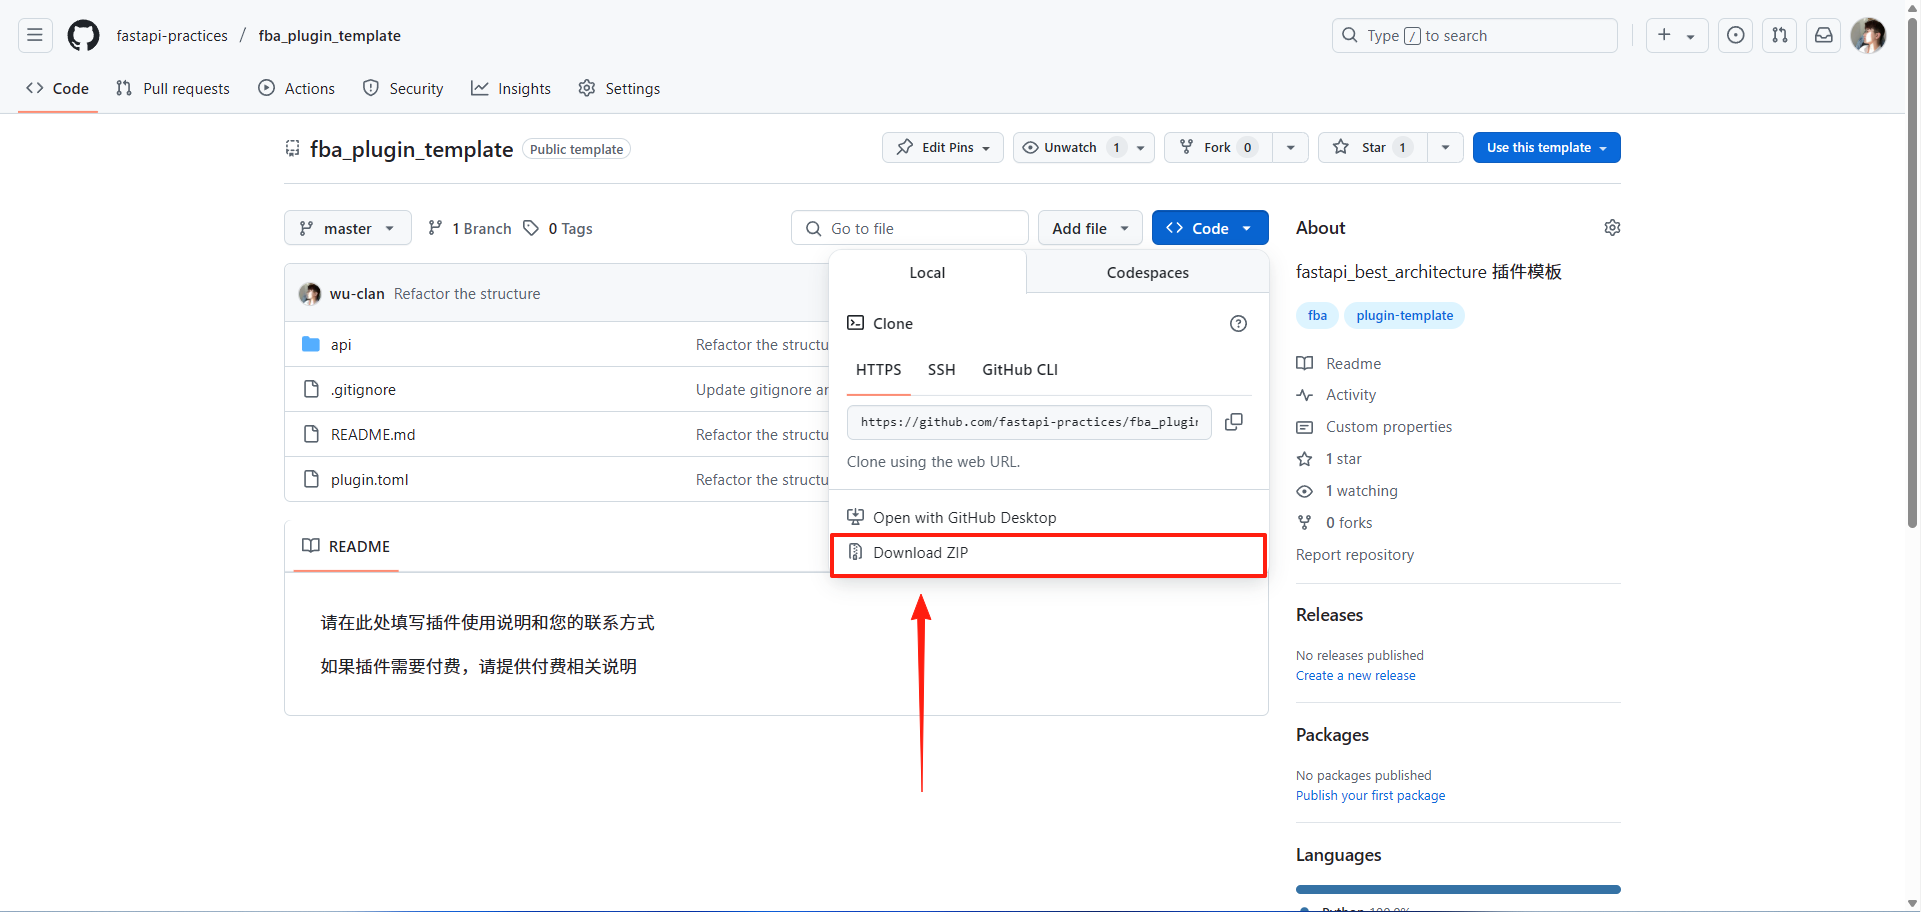 fastapi-practices / fba_plugin_template
Type / to search
Code
Pull requests
Actions
Security
Insights
Settings
fba_plugin_template Public template
Edit Pins
Unwatch 1
Fork 0
Star 1
Use this template
master
1 Branch
0 Tags
Go to file
Add file
Code
wu-clan Refactor the structure
api Refactor the structu
.gitignore Update gitignore ar
README.md Refactor the structu
plugin.toml Refactor the structu
README
请在此处填写插件使用说明和您的联系方式
如果插件需要付费，请提供付费相关说明
Local
Codespaces
Clone
HTTPS
SSH
GitHub CLI
https://github.com/fastapi-practices/fba_plugin
Clone using the web URL.
Open with GitHub Desktop
Download ZIP
About
fastapi_best_architecture 插件模板
fba
plugin-template
Readme
Activity
Custom properties
1 star
1 watching
0 forks
Report repository
Releases
No releases published
Create a new release
Packages
No packages published
Publish your first package
Languages
Python 100.0%